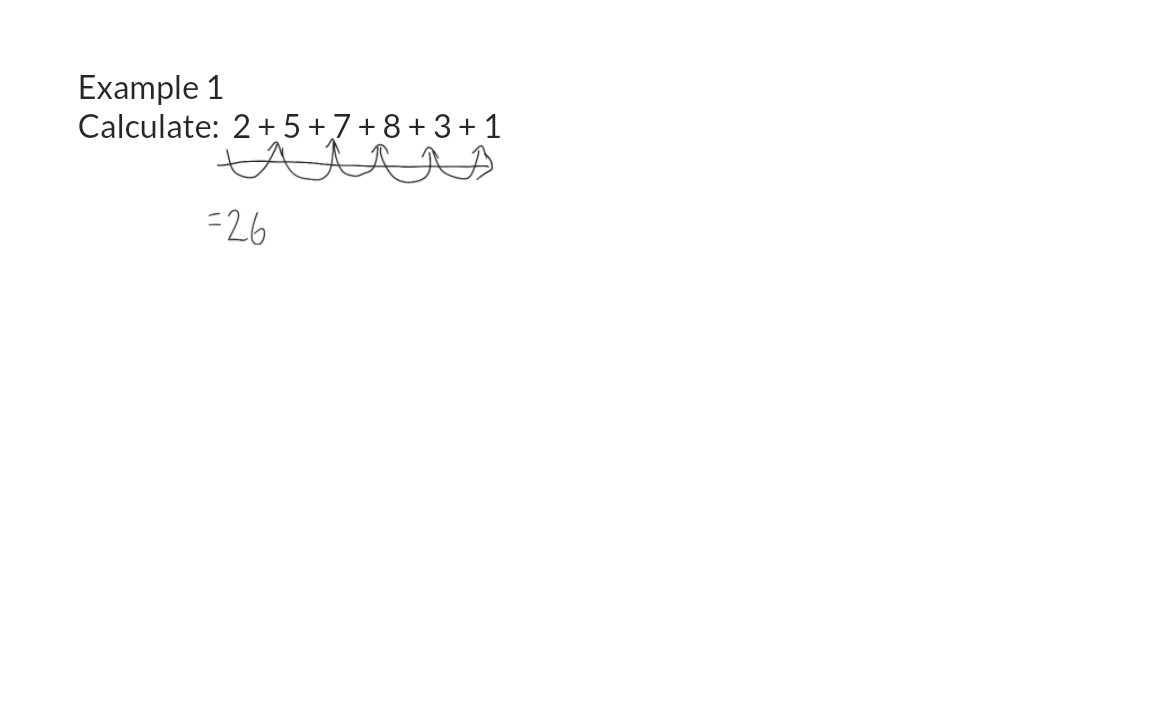 Example 1
Calculate: 2 + 5 + 7 + 8 + 3 + 1
=26